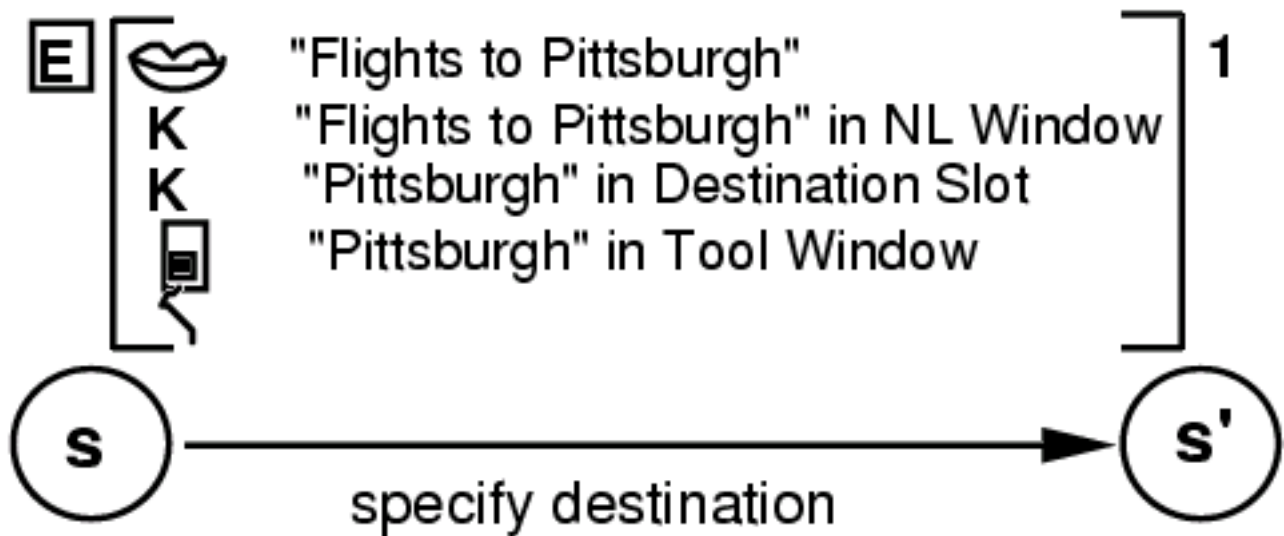 E "Flights to Pittsburgh" 1
K "Flights to Pittsburgh" in NL Window
K "Pittsburgh" in Destination Slot
"Pittsburgh" in Tool Window
s s'
specify destination